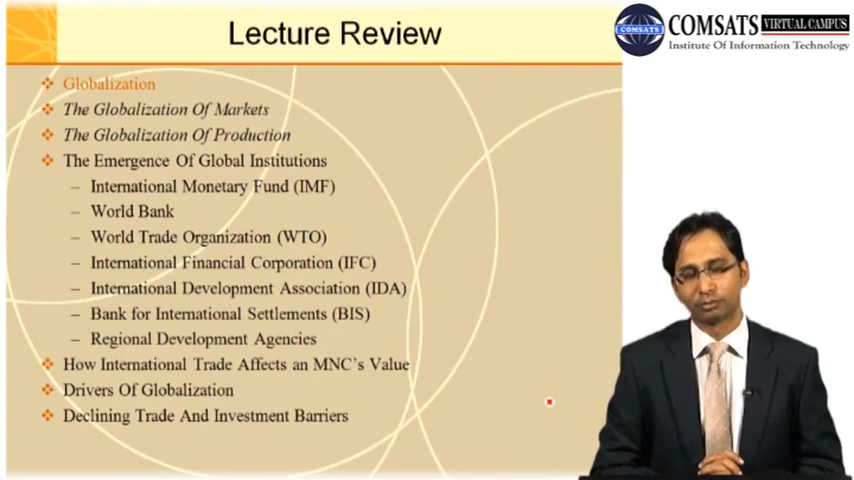 Lecture Review
COMSATS VIRTUAL CAMPUS
COMSATS
Institute Of Information Technology
❖ Globalization
❖ The Globalization Of Markets
❖ The Globalization Of Production
❖ The Emergence Of Global Institutions
– International Monetary Fund (IMF)
– World Bank
– World Trade Organization (WTO)
– International Financial Corporation (IFC)
– International Development Association (IDA)
– Bank for International Settlements (BIS)
– Regional Development Agencies
❖ How International Trade Affects an MNC's Value
❖ Drivers Of Globalization
❖ Declining Trade And Investment Barriers